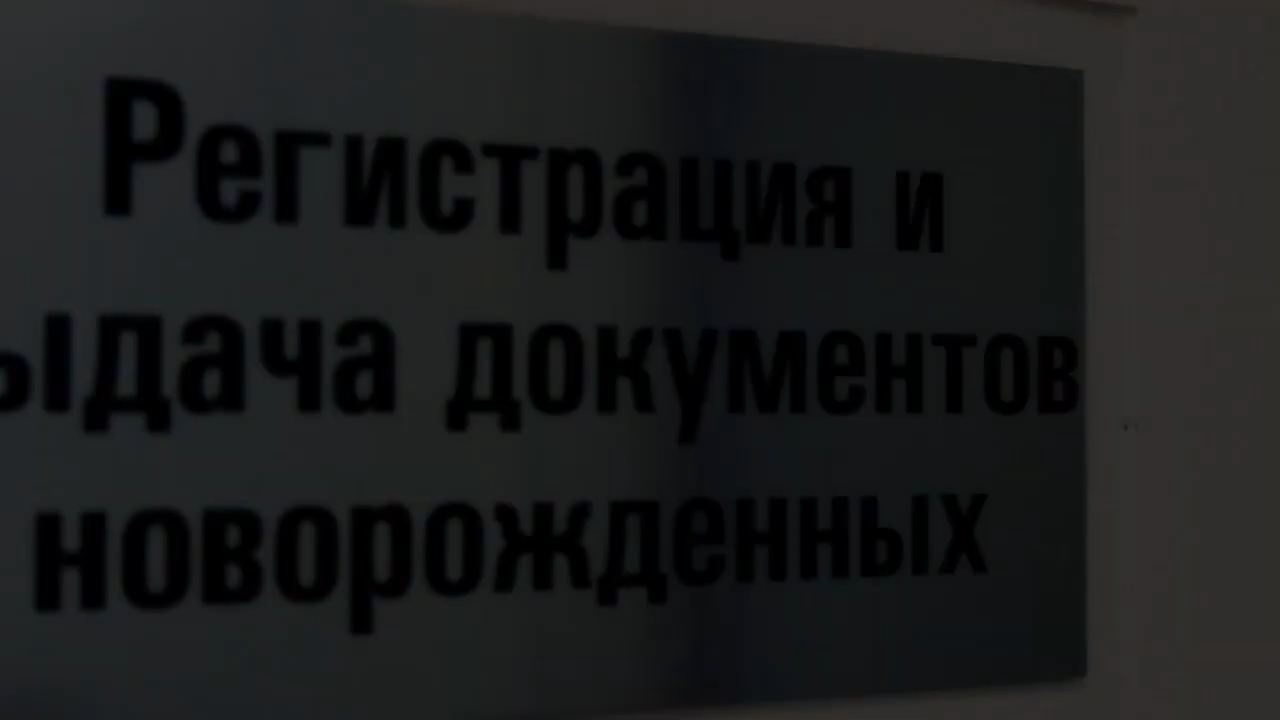 Регистрация и
ыдача документов
новорожденных